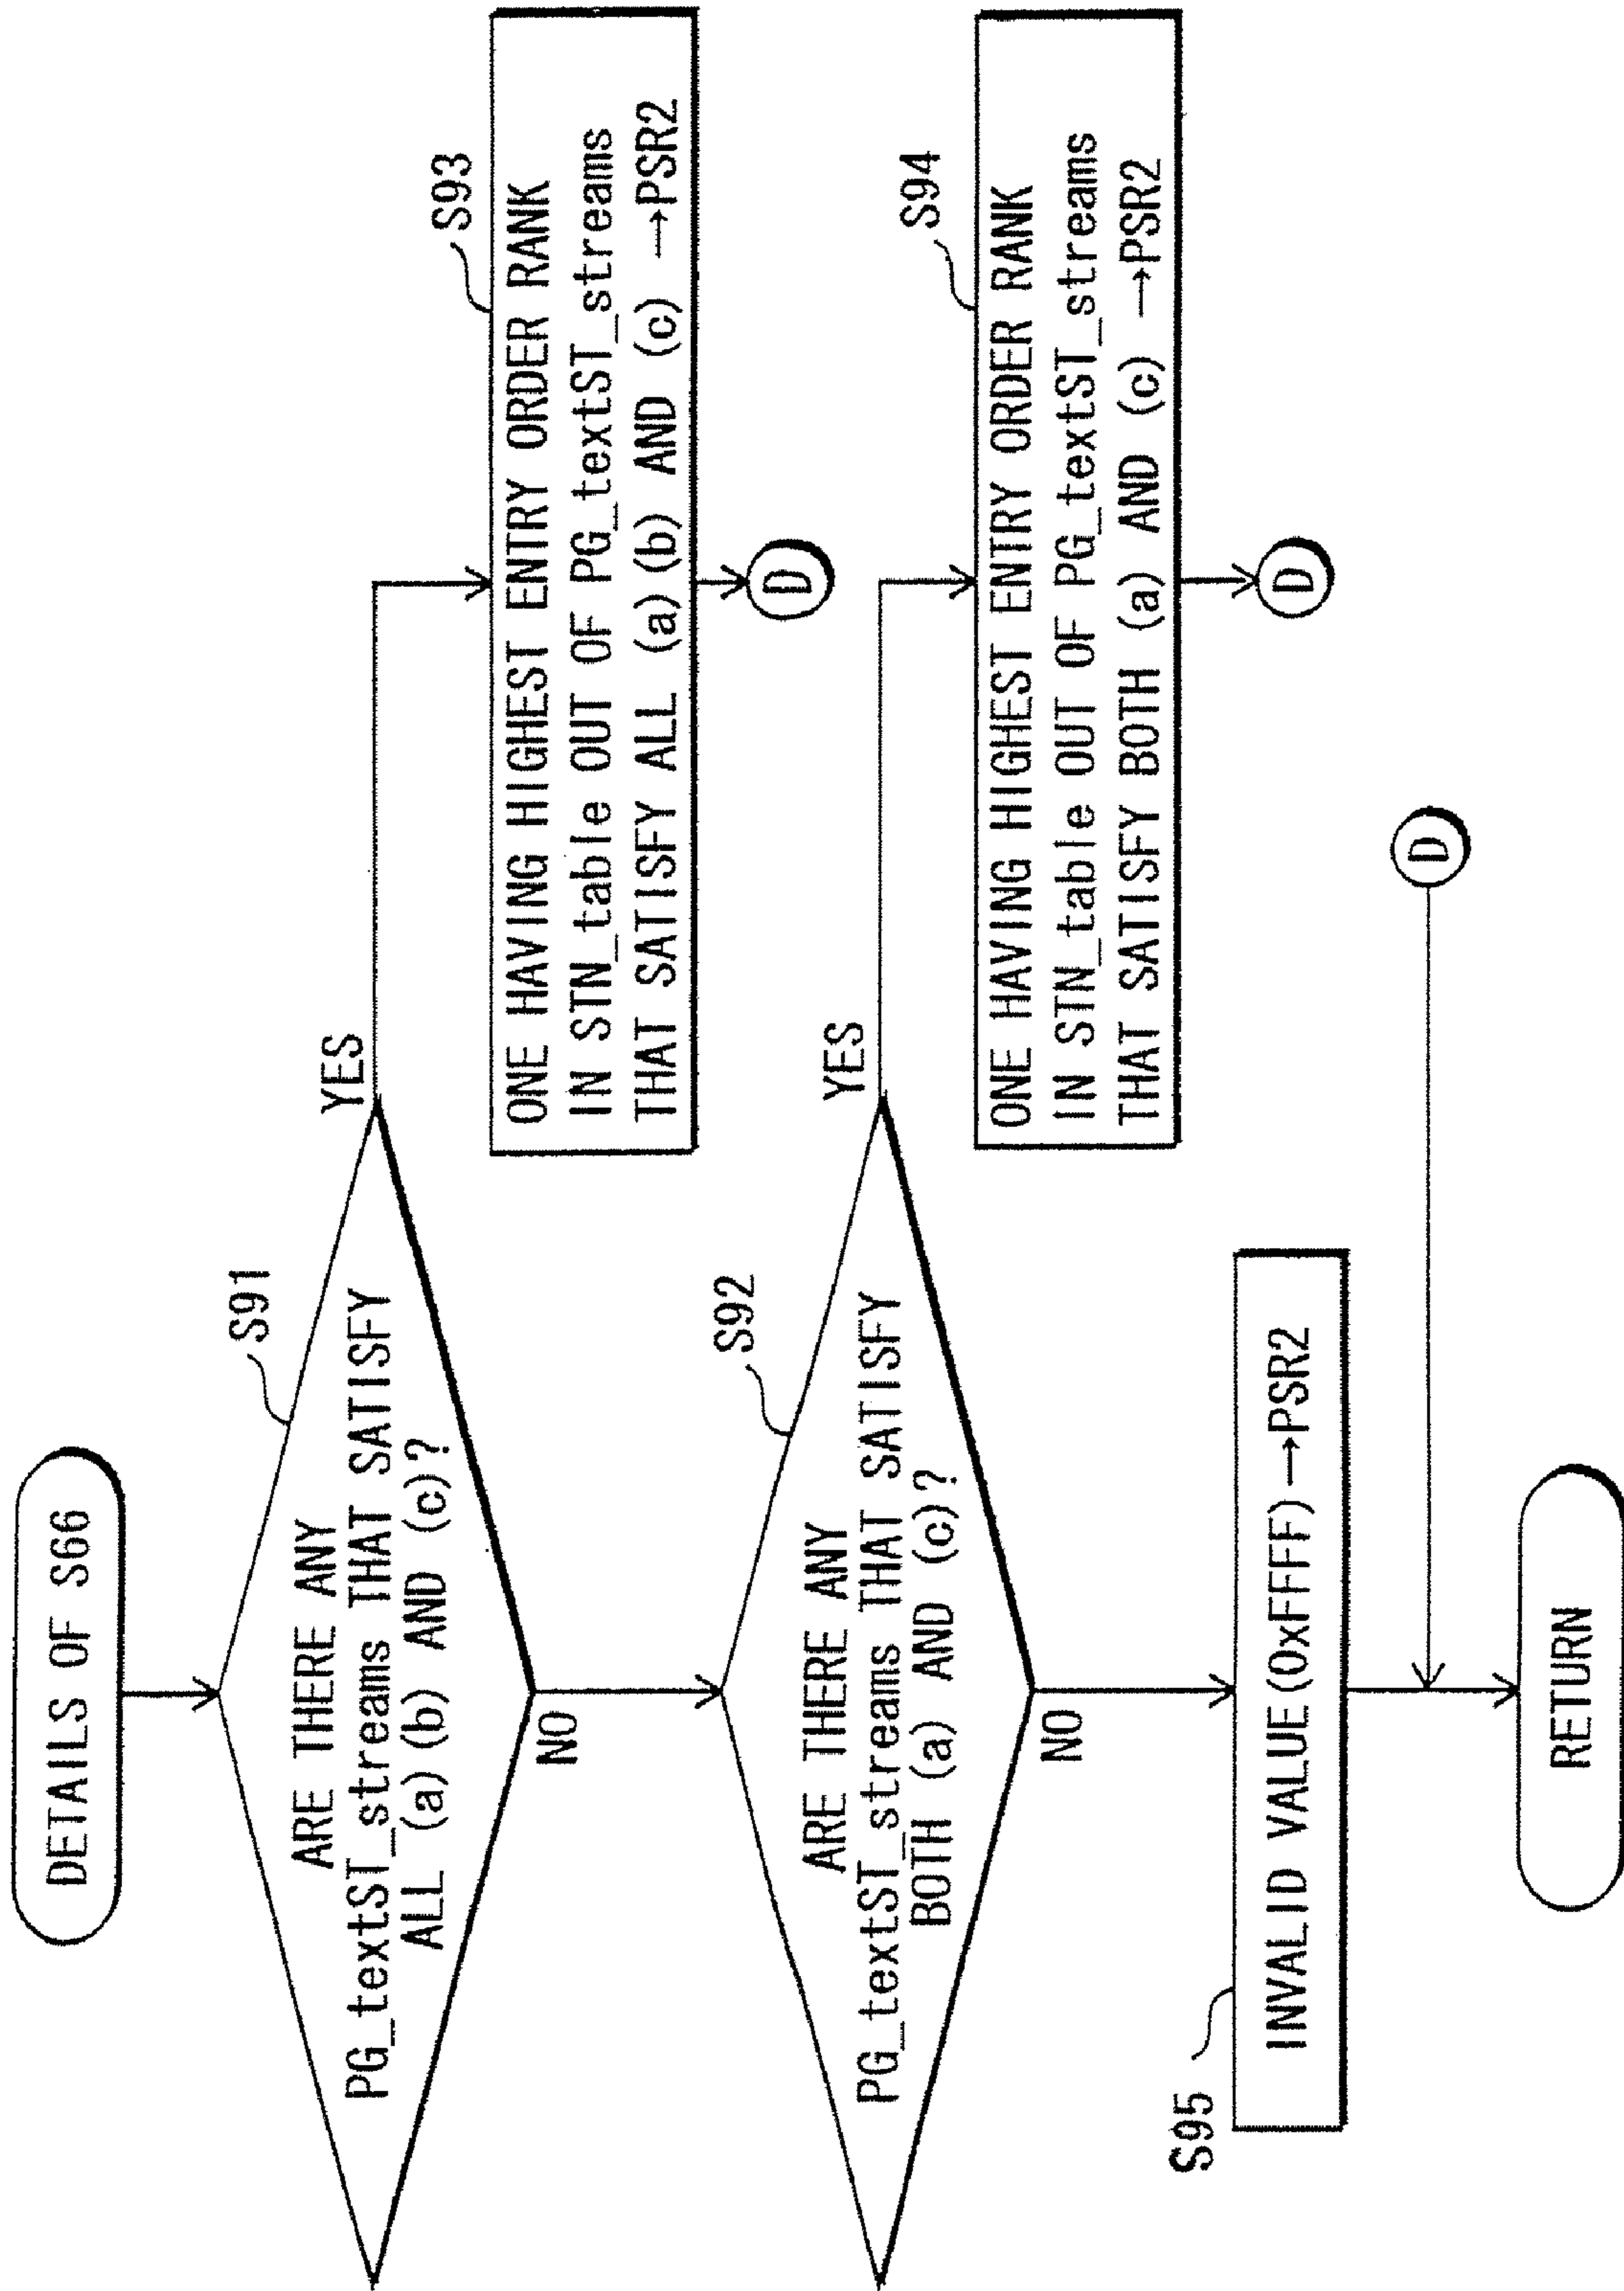 DETAILS OF S66
S91
ARE THERE ANY
PG_textST_streams THAT SATISFY
ALL (a)(b) AND (c)?
YES
NO
S93
ONE HAVING HIGHEST ENTRY ORDER RANK
IN STN_table OUT OF PG_textST_streams
THAT SATISFY ALL (a)(b) AND (c) →PSR2
D
S92
ARE THERE ANY
PG_textST_streams THAT SATISFY
BOTH (a) AND (c)?
YES
NO
S94
ONE HAVING HIGHEST ENTRY ORDER RANK
IN STN_table OUT OF PG_textST_streams
THAT SATISFY BOTH (a) AND (c) →PSR2
D
S95
INVALID VALUE(0xFFFF)→PSR2
D
RETURN